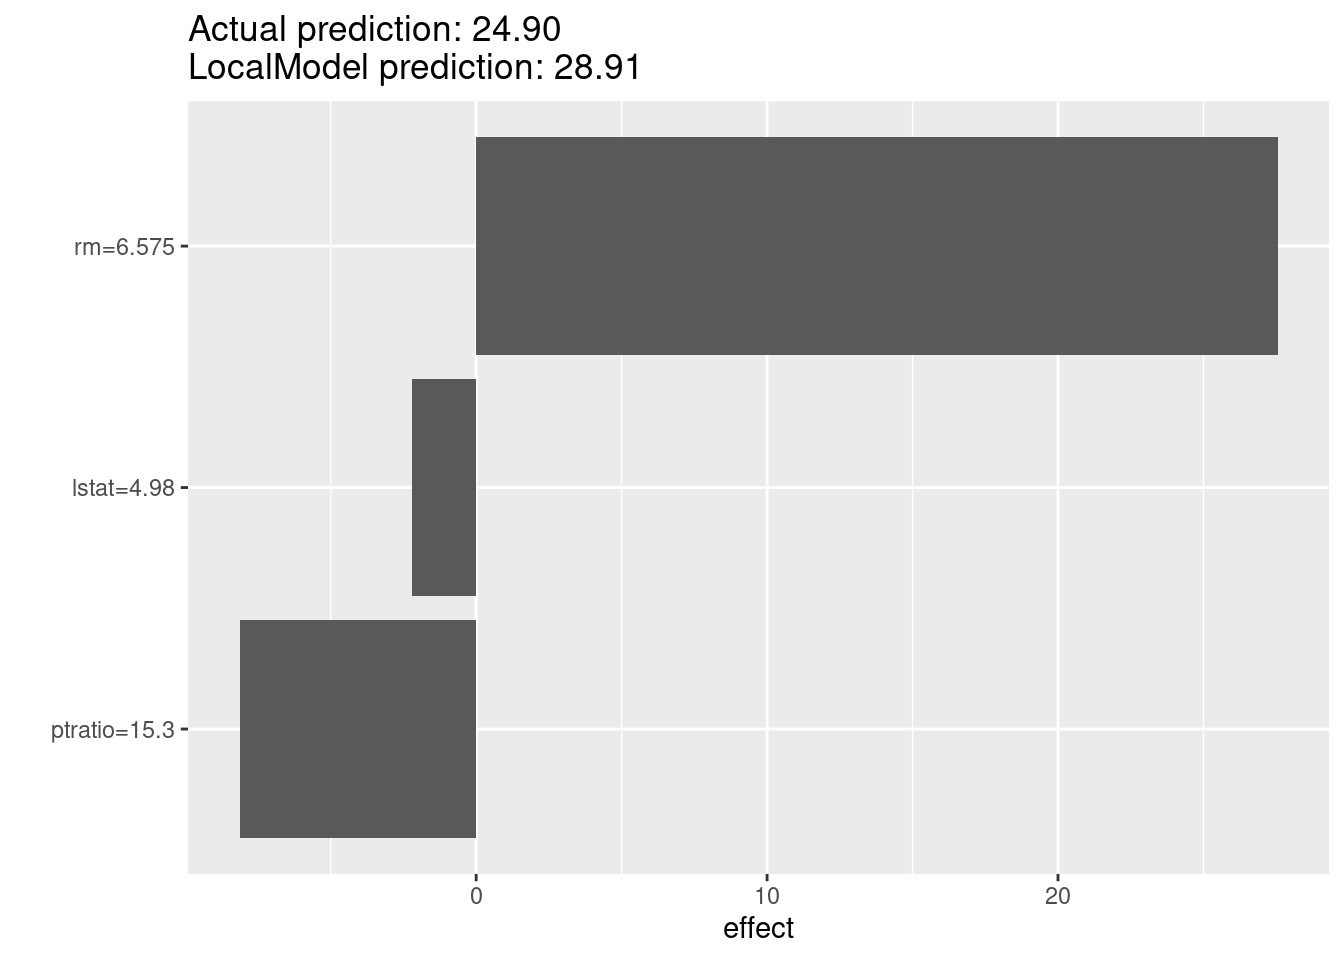 Actual prediction: 24.90
LocalModel prediction: 28.91
rm=6.575
lstat=4.98
ptratio=15.3
0 10 20
effect